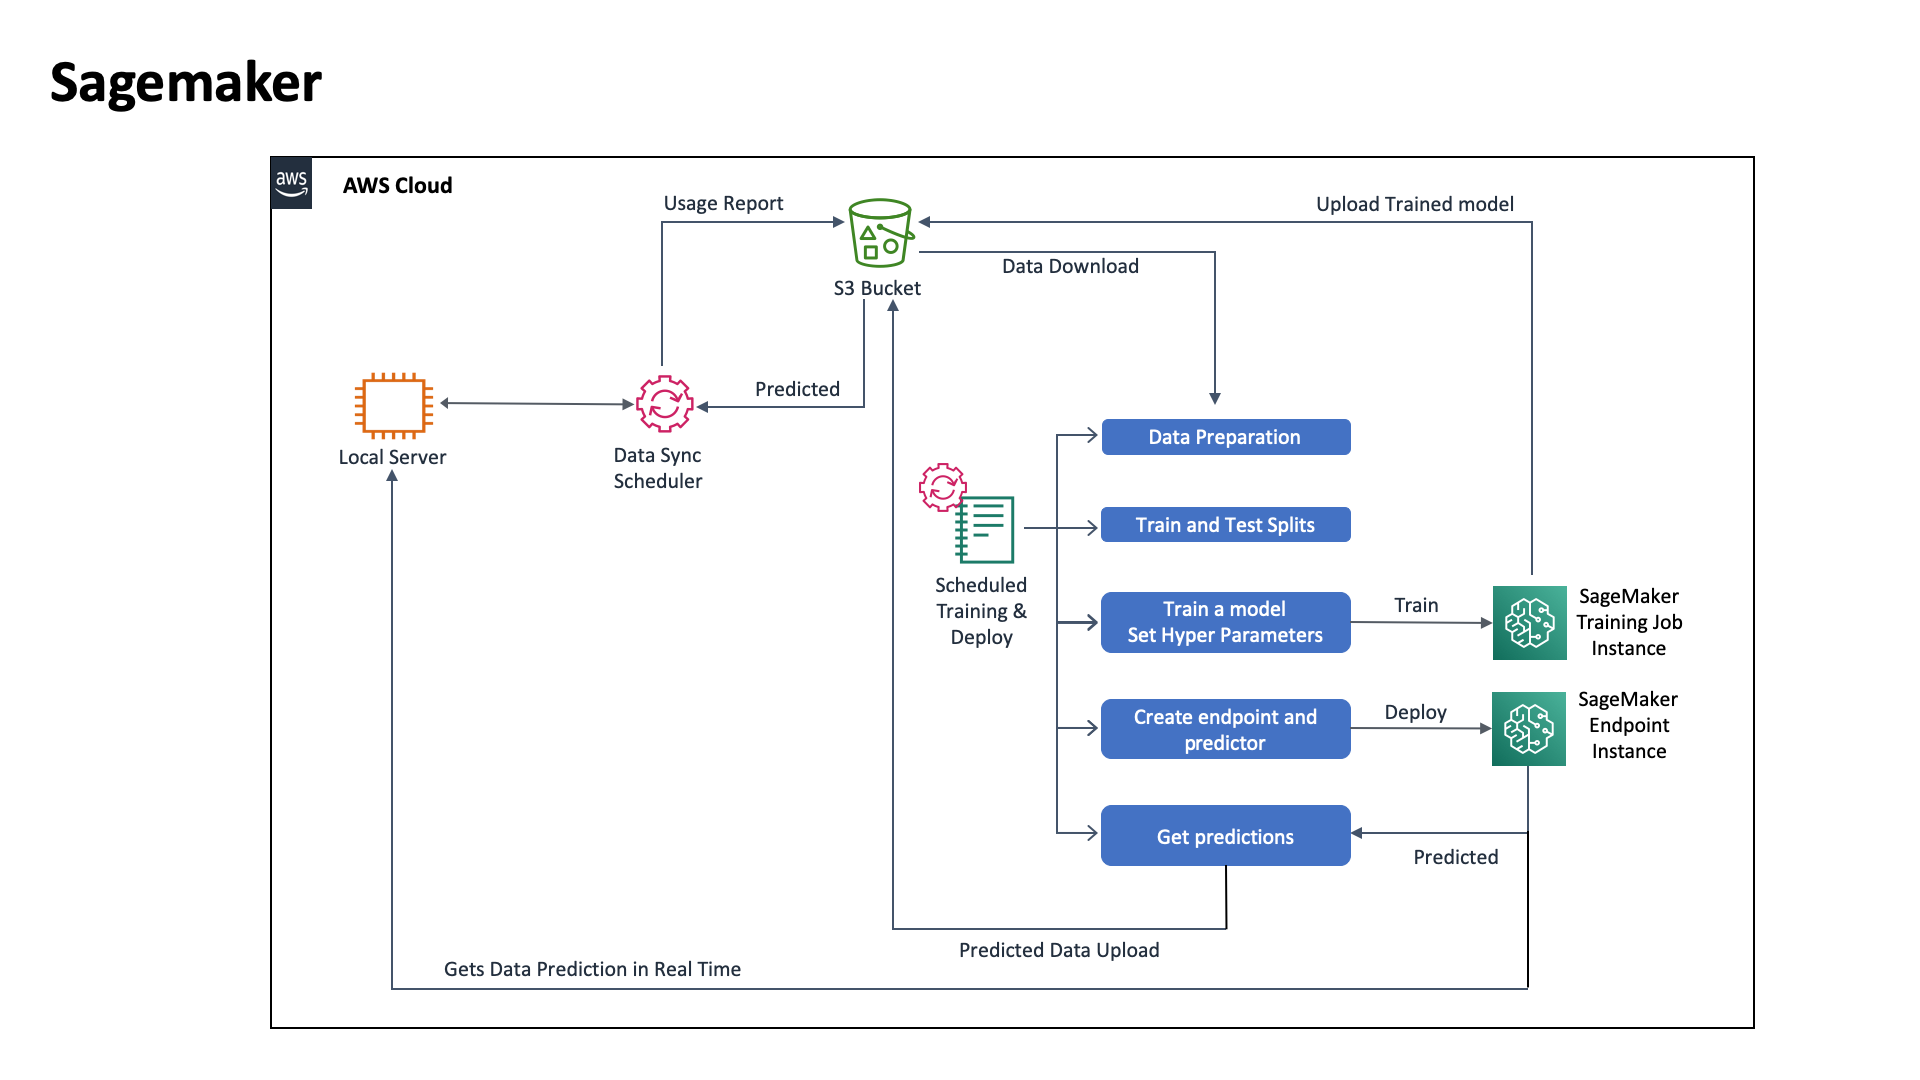 Sagemaker
aws
AWS Cloud
Usage Report
Upload Trained model
Data Download
S3 Bucket
Predicted
Local Server
Data Sync
Scheduler
Data Preparation
Train and Test Splits
Scheduled
Training &
Deploy
Train a model
Set Hyper Parameters
Train
SageMaker
Training Job
Instance
Create endpoint and
predictor
Deploy
SageMaker
Endpoint
Instance
Get predictions
Predicted
Predicted Data Upload
Gets Data Prediction in Real Time